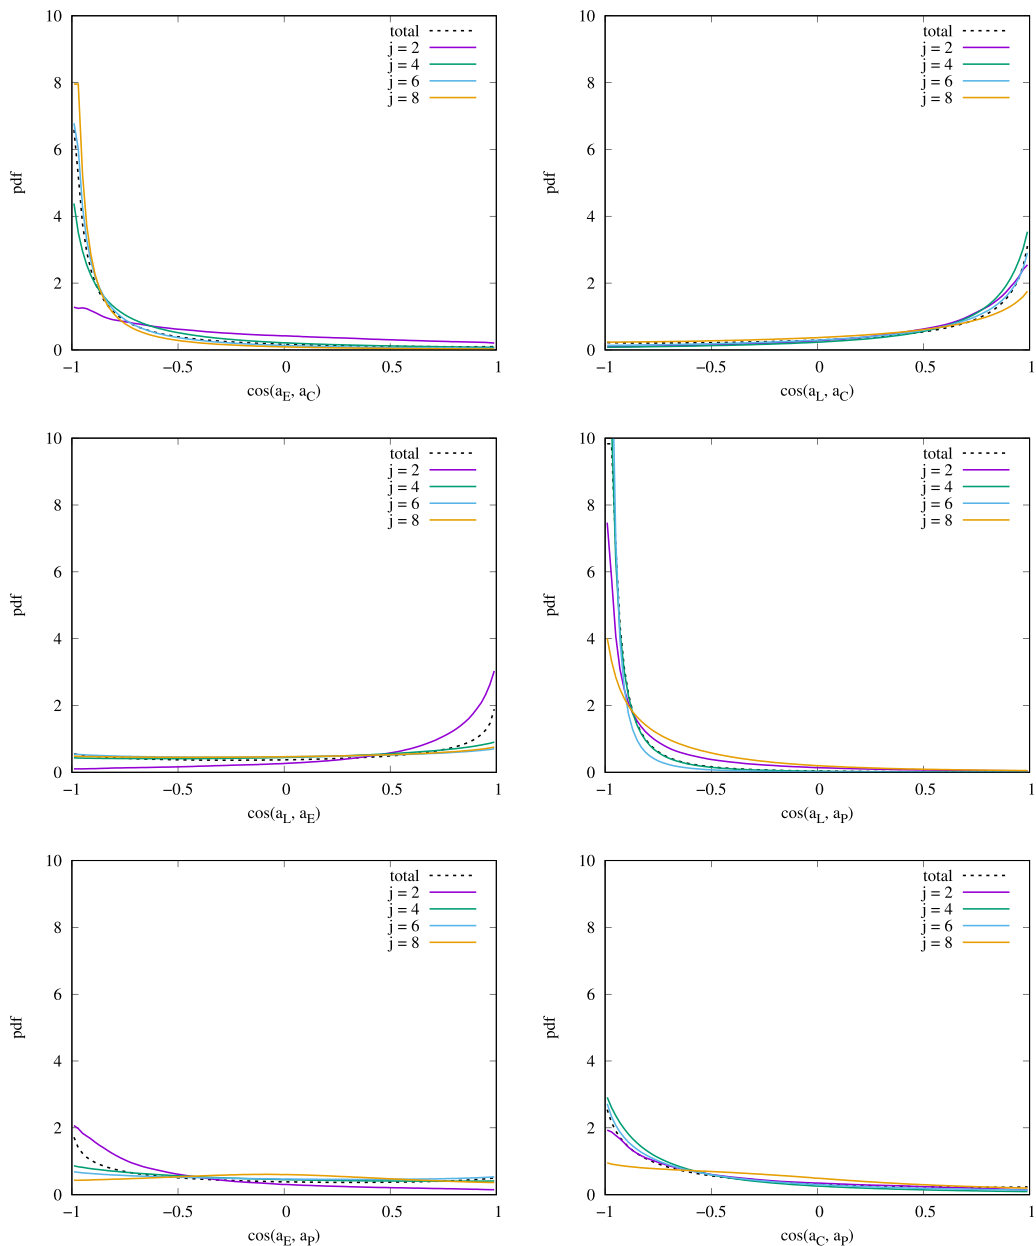 10
8
6
4
2
0
pdf
total
j = 2
j = 4
j = 6
j = 8
−1 −0.5 0 0.5 1
cos(a_E, a_C)
10
8
6
4
2
0
pdf
total
j = 2
j = 4
j = 6
j = 8
−1 −0.5 0 0.5 1
cos(a_L, a_C)
10
8
6
4
2
0
pdf
total
j = 2
j = 4
j = 6
j = 8
−1 −0.5 0 0.5 1
cos(a_L, a_E)
10
8
6
4
2
0
pdf
total
j = 2
j = 4
j = 6
j = 8
−1 −0.5 0 0.5 1
cos(a_L, a_P)
10
8
6
4
2
0
pdf
total
j = 2
j = 4
j = 6
j = 8
−1 −0.5 0 0.5 1
cos(a_E, a_P)
10
8
6
4
2
0
pdf
total
j = 2
j = 4
j = 6
j = 8
−1 −0.5 0 0.5 1
cos(a_C, a_P)